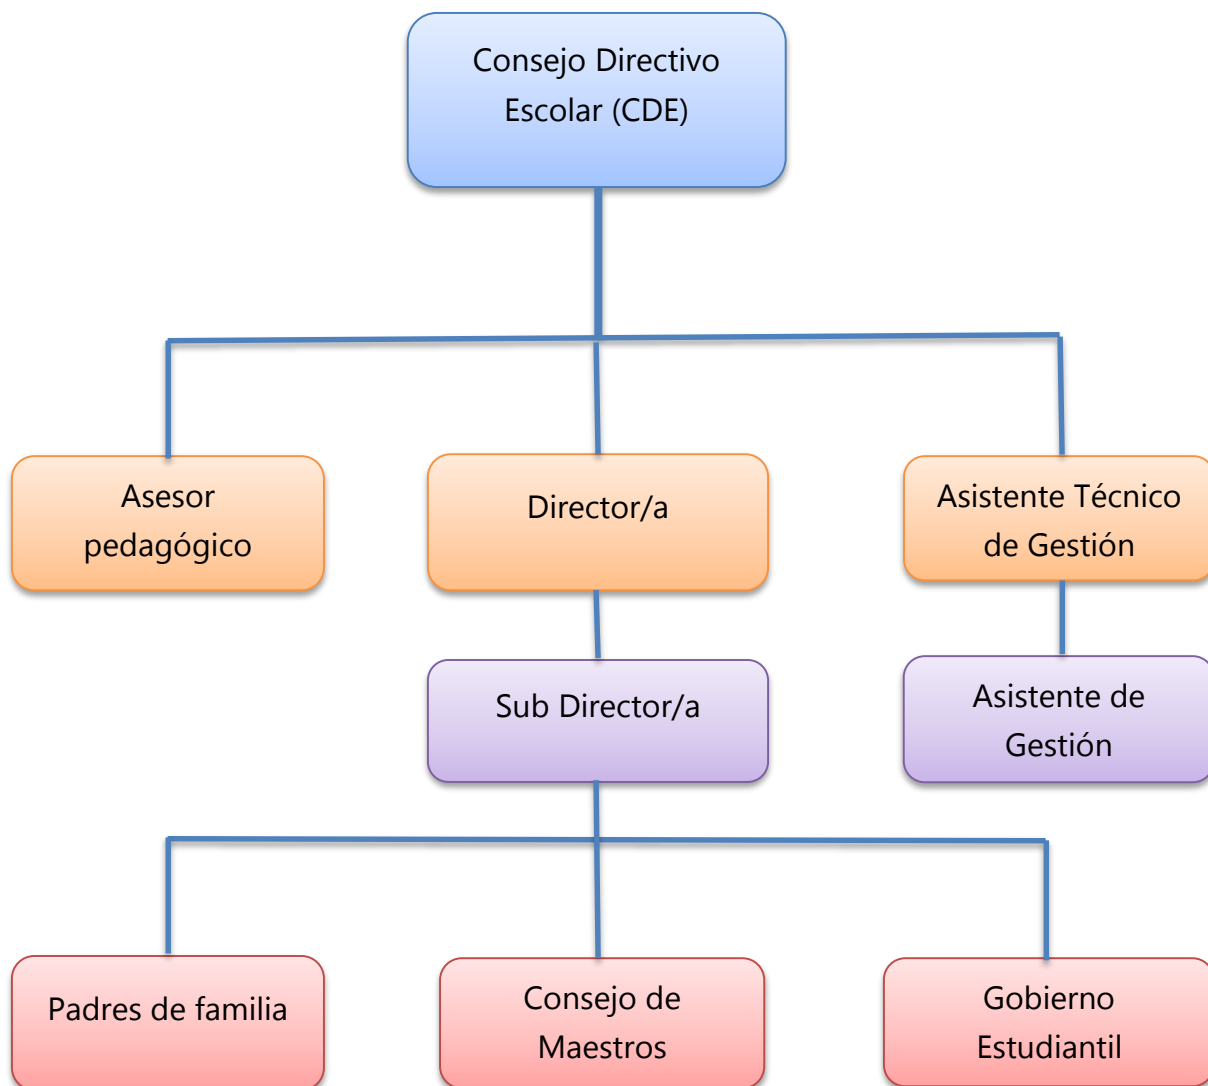 Consejo Directivo
Escolar (CDE)
Asesor
pedagógico
Director/a
Asistente Técnico
de Gestión
Sub Director/a
Asistente de
Gestión
Padres de familia
Consejo de
Maestros
Gobierno
Estudiantil